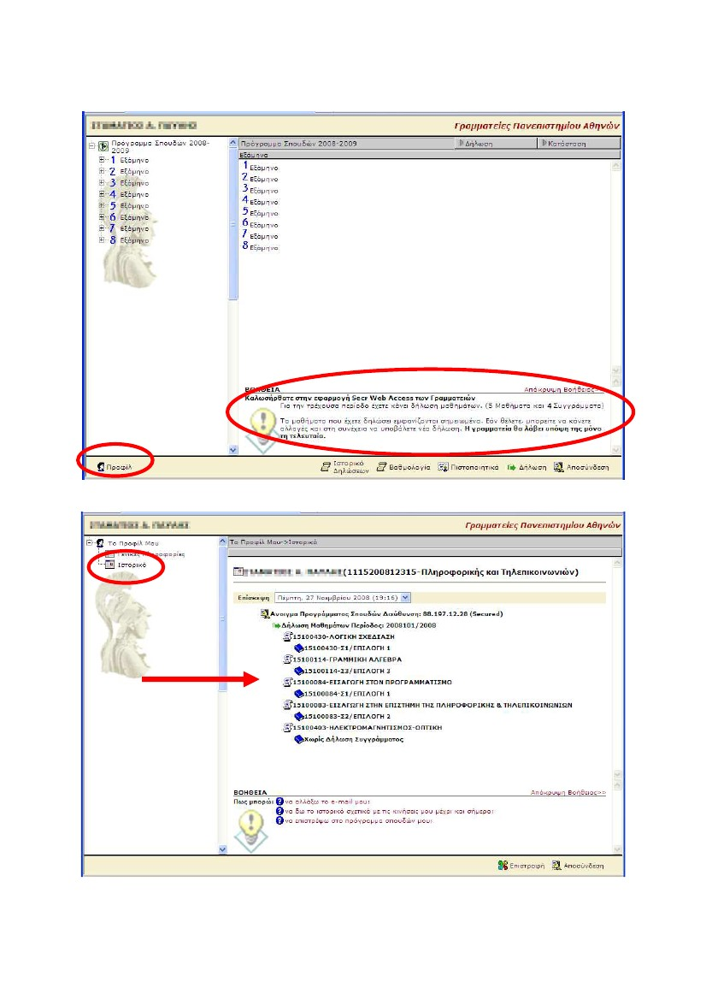 Γραμματείες Πανεπιστημίου Αθηνών
Πρόγραμμα Σπουδών 2008-
2009
1 Εξάμηνο
2 Εξάμηνο
3 Εξάμηνο
4 Εξάμηνο
5 Εξάμηνο
6 Εξάμηνο
7 Εξάμηνο
8 Εξάμηνο
Πρόγραμμα Σπουδών 2008-2009 Δήλωση Κατάσταση
Εξάμηνα
1 Εξάμηνο
2 Εξάμηνο
3 Εξάμηνο
4 Εξάμηνο
5 Εξάμηνο
6 Εξάμηνο
7 Εξάμηνο
8 Εξάμηνο
ΒΟΗΘΕΙΑ Απόκρυψη Βοήθειας>>
Καλωσήρθατε στην εφαρμογή Secr Web Access των Γραμματειών
Για την τρέχουσα περίοδο έχετε κάνει δήλωση μαθημάτων. (5 Μαθήματα και 4 Συγγράμματα)
Τα μαθήματα που έχετε δηλώσει εμφανίζονται σημειωμένα. Εάν θέλετε, μπορείτε να κάνετε
αλλαγές και στη συνέχεια να υποβάλετε νέα δήλωση. Η γραμματεία θα λάβει υπόψη της μόνο
τη τελευταία.
Προφίλ Ιστορικό Δηλώσεων Βαθμολογία Πιστοποιητικά Δήλωση Αποσύνδεση
Γραμματείες Πανεπιστημίου Αθηνών
Το Προφίλ Μου
Γενικές Πληροφορίες
Ιστορικό
Το Προφίλ Μου->Ιστορικό
(1115200812315-Πληροφορικής και Τηλεπικοινωνιών)
Επίσκεψη Πέμπτη, 27 Νοεμβρίου 2008 (19:16)
Άνοιγμα Προγράμματος Σπουδών Διεύθυνση: 88.197.12.28 (Secured)
Δήλωση Μαθημάτων Περίοδος: 2008101/2008
15100430-ΛΟΓΙΚΗ ΣΧΕΔΙΑΣΗ
15100430-Σ1/ΕΠΙΛΟΓΗ 1
15100114-ΓΡΑΜΜΙΚΗ ΑΛΓΕΒΡΑ
15100114-Σ3/ΕΠΙΛΟΓΗ 3
15100084-ΕΙΣΑΓΩΓΗ ΣΤΟΝ ΠΡΟΓΡΑΜΜΑΤΙΣΜΟ
15100084-Σ1/ΕΠΙΛΟΓΗ 1
15100083-ΕΙΣΑΓΩΓΗ ΣΤΗΝ ΕΠΙΣΤΗΜΗ ΤΗΣ ΠΛΗΡΟΦΟΡΙΚΗΣ & ΤΗΛΕΠΙΚΟΙΝΩΝΙΩΝ
15100083-Σ2/ΕΠΙΛΟΓΗ 2
15100403-ΗΛΕΚΤΡΟΜΑΓΝΗΤΙΣΜΟΣ-ΟΠΤΙΚΗ
Χωρίς Δήλωση Συγγράμματος
ΒΟΗΘΕΙΑ Απόκρυψη Βοήθειας>>
Πως μπορώ: να αλλάξω το e-mail μου;
να δω το ιστορικό σχετικά με τις κινήσεις μου μέχρι και σήμερα;
να επιστρέψω στο πρόγραμμα σπουδών μου;
Επιστροφή Αποσύνδεση